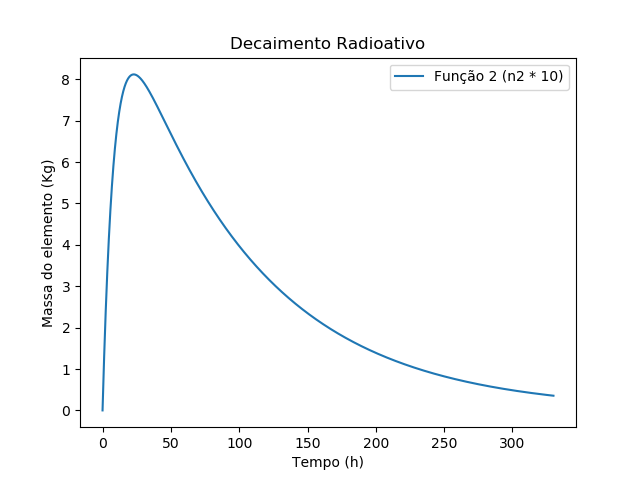 Decaimento Radioativo
Função 2 (n2 * 10)
Massa do elemento (Kg)
8
7
6
5
4
3
2
1
0
0 50 100 150 200 250 300
Tempo (h)